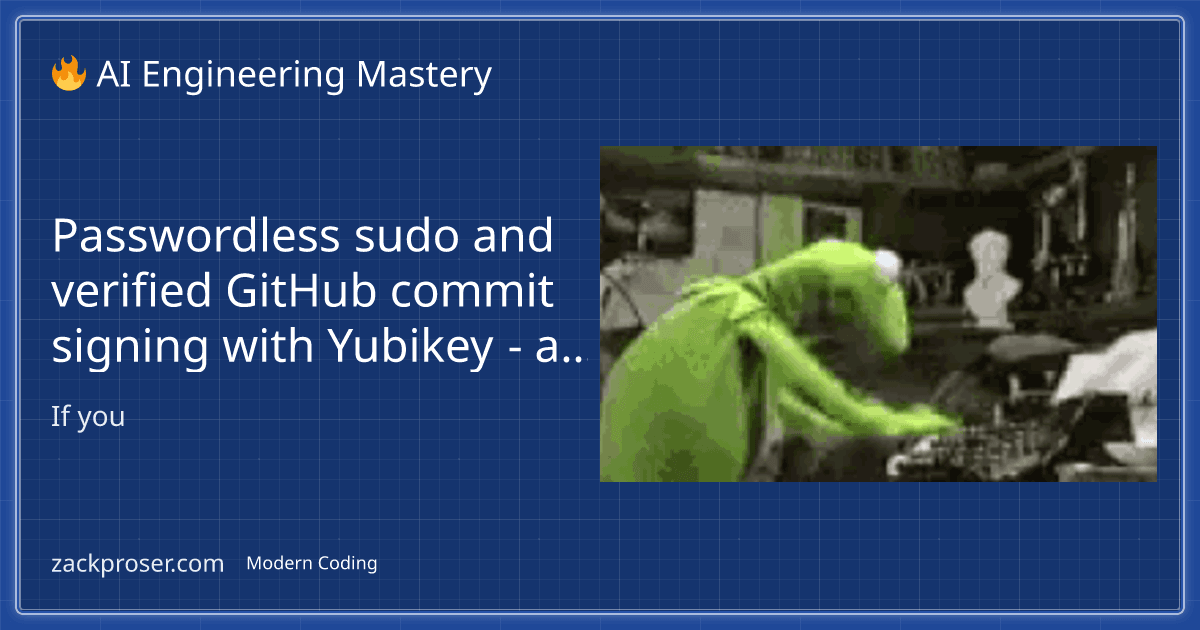 🔥 AI Engineering Mastery
Passwordless sudo and
verified GitHub commit
signing with Yubikey - a..
If you
zackproser.com Modern Coding